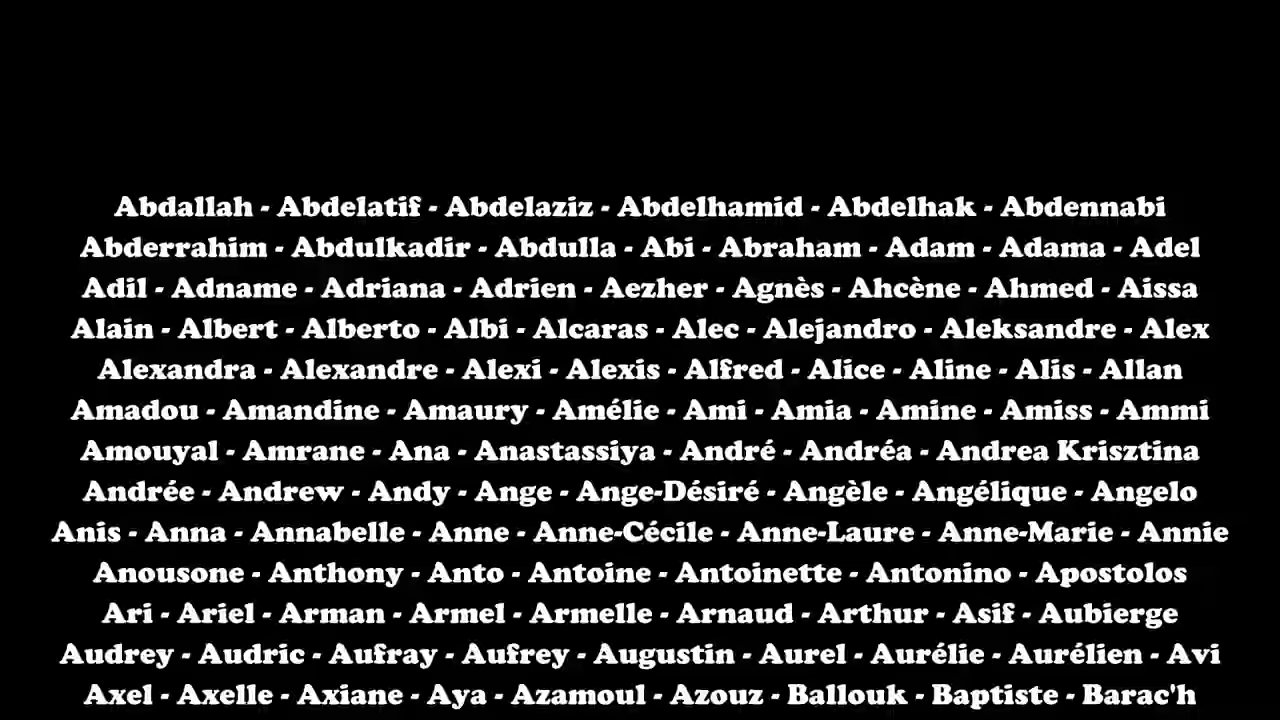 Abdallah - Abdelatif - Abdelaziz - Abdelhamid - Abdelhak - Abdennabi
Abderrahim - Abdulkadir - Abdulla - Abi - Abraham - Adam - Adama - Adel
Adil - Adname - Adriana - Adrien - Aezher - Agnès - Ahcène - Ahmed - Aissa
Alain - Albert - Alberto - Albi - Alcaras - Alec - Alejandro - Aleksandre - Alex
Alexandra - Alexandre - Alexi - Alexis - Alfred - Alice - Aline - Alis - Allan
Amadou - Amandine - Amaury - Amélie - Ami - Amia - Amine - Amiss - Ammi
Amouyal - Amrane - Ana - Anastassiya - André - Andréa - Andrea Krisztina
Andrée - Andrew - Andy - Ange - Ange-Désiré - Angèle - Angélique - Angelo
Anis - Anna - Annabelle - Anne - Anne-Cécile - Anne-Laure - Anne-Marie - Annie
Anousone - Anthony - Anto - Antoine - Antoinette - Antonino - Apostolos
Ari - Ariel - Arman - Armel - Armelle - Arnaud - Arthur - Asif - Aubierge
Audrey - Audric - Aufray - Aufrey - Augustin - Aurel - Aurélie - Aurélien - Avi
Axel - Axelle - Axiane - Aya - Azamoul - Azouz - Ballouk - Baptiste - Barac'h